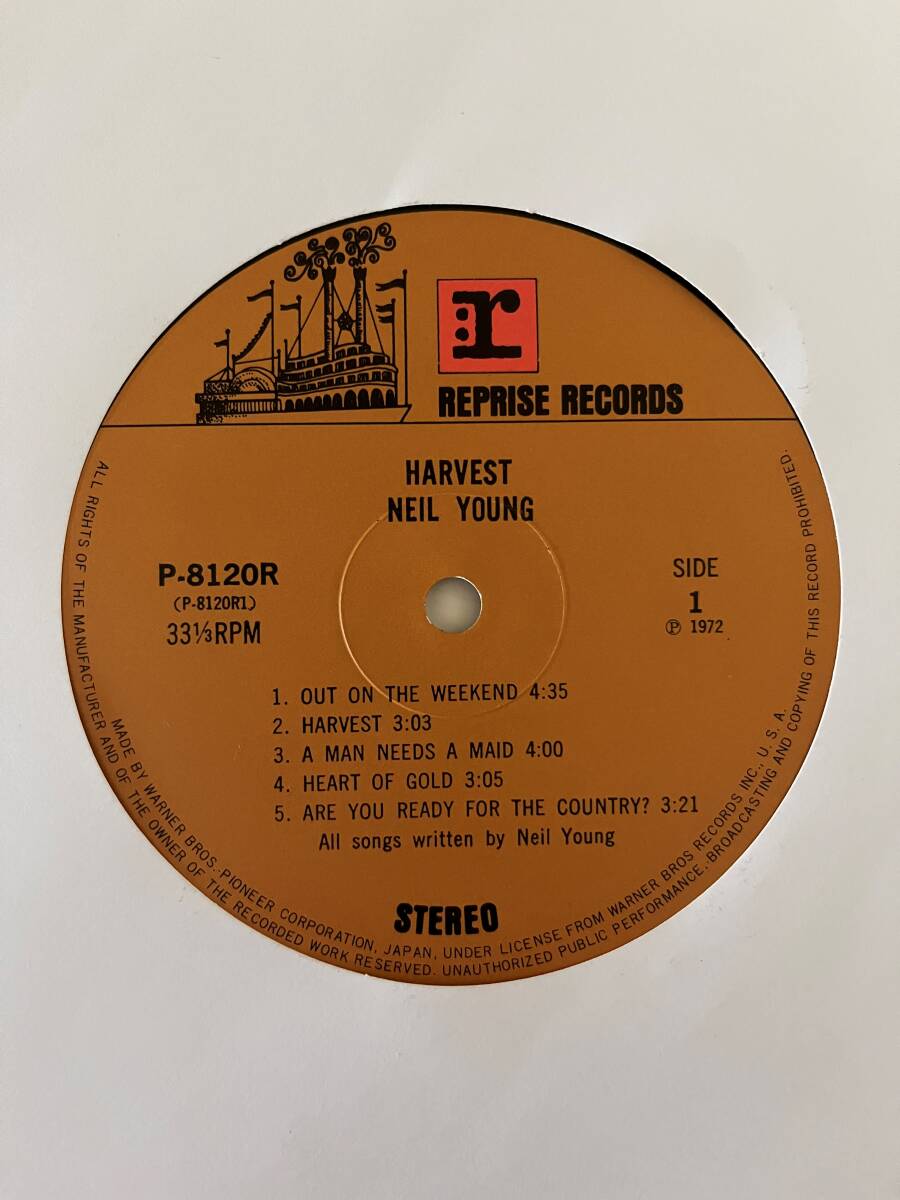 r
REPRISE RECORDS
HARVEST
NEIL YOUNG
P-8120R
(P-8120R1)
33⅓RPM
SIDE
1
Ⓟ 1972
1. OUT ON THE WEEKEND 4:35
2. HARVEST 3:03
3. A MAN NEEDS A MAID 4:00
4. HEART OF GOLD 3:05
5. ARE YOU READY FOR THE COUNTRY? 3:21
All songs written by Neil Young
STEREO
MADE BY WARNER BROS.-PIONEER CORPORATION, JAPAN, UNDER LICENSE FROM WARNER BROS RECORDS INC., U. S. A.
ALL RIGHTS OF THE MANUFACTURER AND OF THE OWNER OF THE RECORDED WORK RESERVED. UNAUTHORIZED PUBLIC PERFORMANCE. BROADCASTING AND COPYING OF THIS RECORD PROHIBITED.